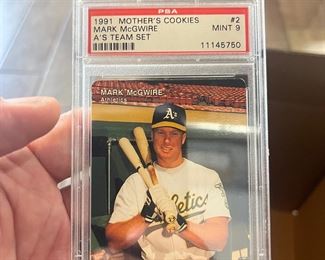 PSA
1991 MOTHER'S COOKIES #2
MARK McGWIRE MINT 9
A'S TEAM SET 11145750
MARK McGWIRE
Athletics
A's
Athletics